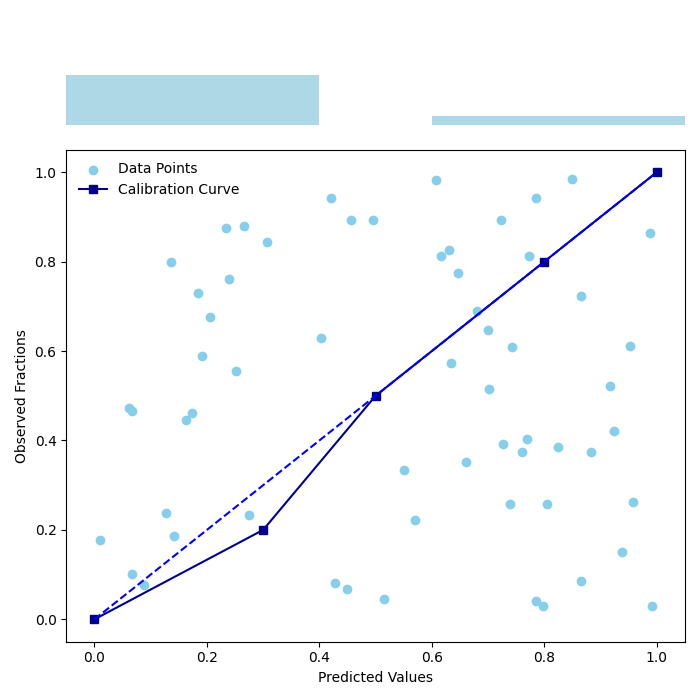 Data Points
Calibration Curve
1.0
0.8
0.6
0.4
0.2
0.0
Observed Fractions
0.0 0.2 0.4 0.6 0.8 1.0
Predicted Values